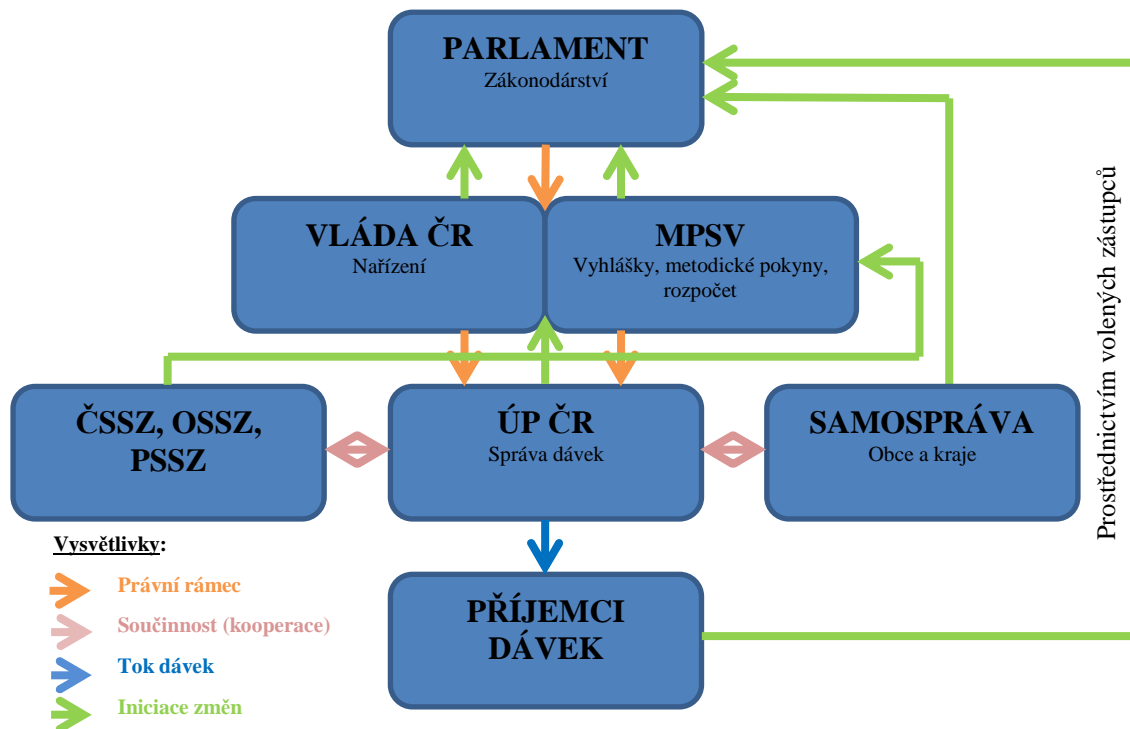 PARLAMENT
Zákonodárství
VLÁDA ČR
Nařízení
MPSV
Vyhlášky, metodické pokyny,
rozpočet
ČSSZ, OSSZ,
PSSZ
ÚP ČR
Správa dávek
SAMOSPRÁVA
Obce a kraje
Prostřednictvím volených zástupců
PŘÍJEMCI
DÁVEK
Vysvětlivky:
Právní rámec
Součinnost (kooperace)
Tok dávek
Iniciace změn